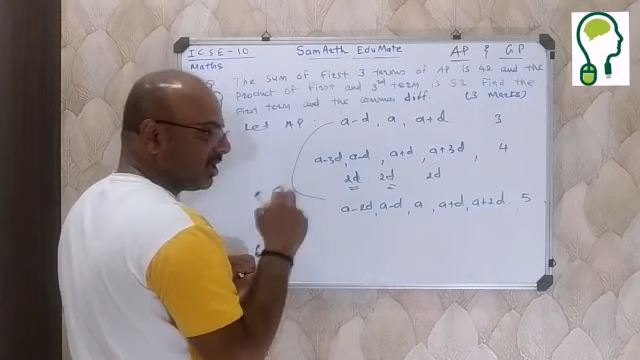 ICSE-10 SamArth EduMate AP & GP
Maths
The sum of first 3 terms of AP is 42 and the
product of first and 3rd term is 52. Find the
first term and the common diff. (3 Marks)
Let AP : a-d, a, a+d 3
a-3d, a-d, a+d, a+3d, 4
2d 2d 2d
a-2d, a-d, a, a+d, a+2d. 5